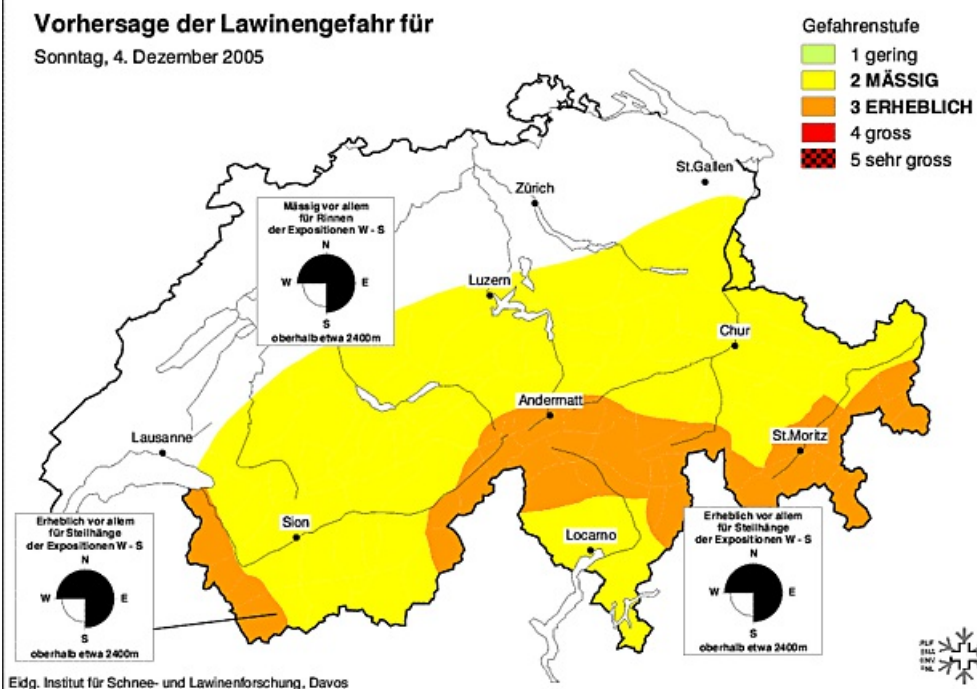 Vorhersage der Lawinengefahr für
Sonntag, 4. Dezember 2005
Gefahrenstufe
1 gering
2 MÄSSIG
3 ERHEBLICH
4 gross
5 sehr gross
St.Gallen
Zürich
Mässig vor allem
für Rinnen
der Expositionen W - S
N
W E
S
oberhalb etwa 2400m
Luzern
Chur
Andermatt
St.Moritz
Lausanne
Sion
Locarno
Erheblich vor allem
für Steilhänge
der Expositionen W - S
N
W E
S
oberhalb etwa 2400m
Erheblich vor allem
für Steilhänge
der Expositionen W - S
N
W E
S
oberhalb etwa 2400m
Eidg. Institut für Schnee- und Lawinenforschung, Davos